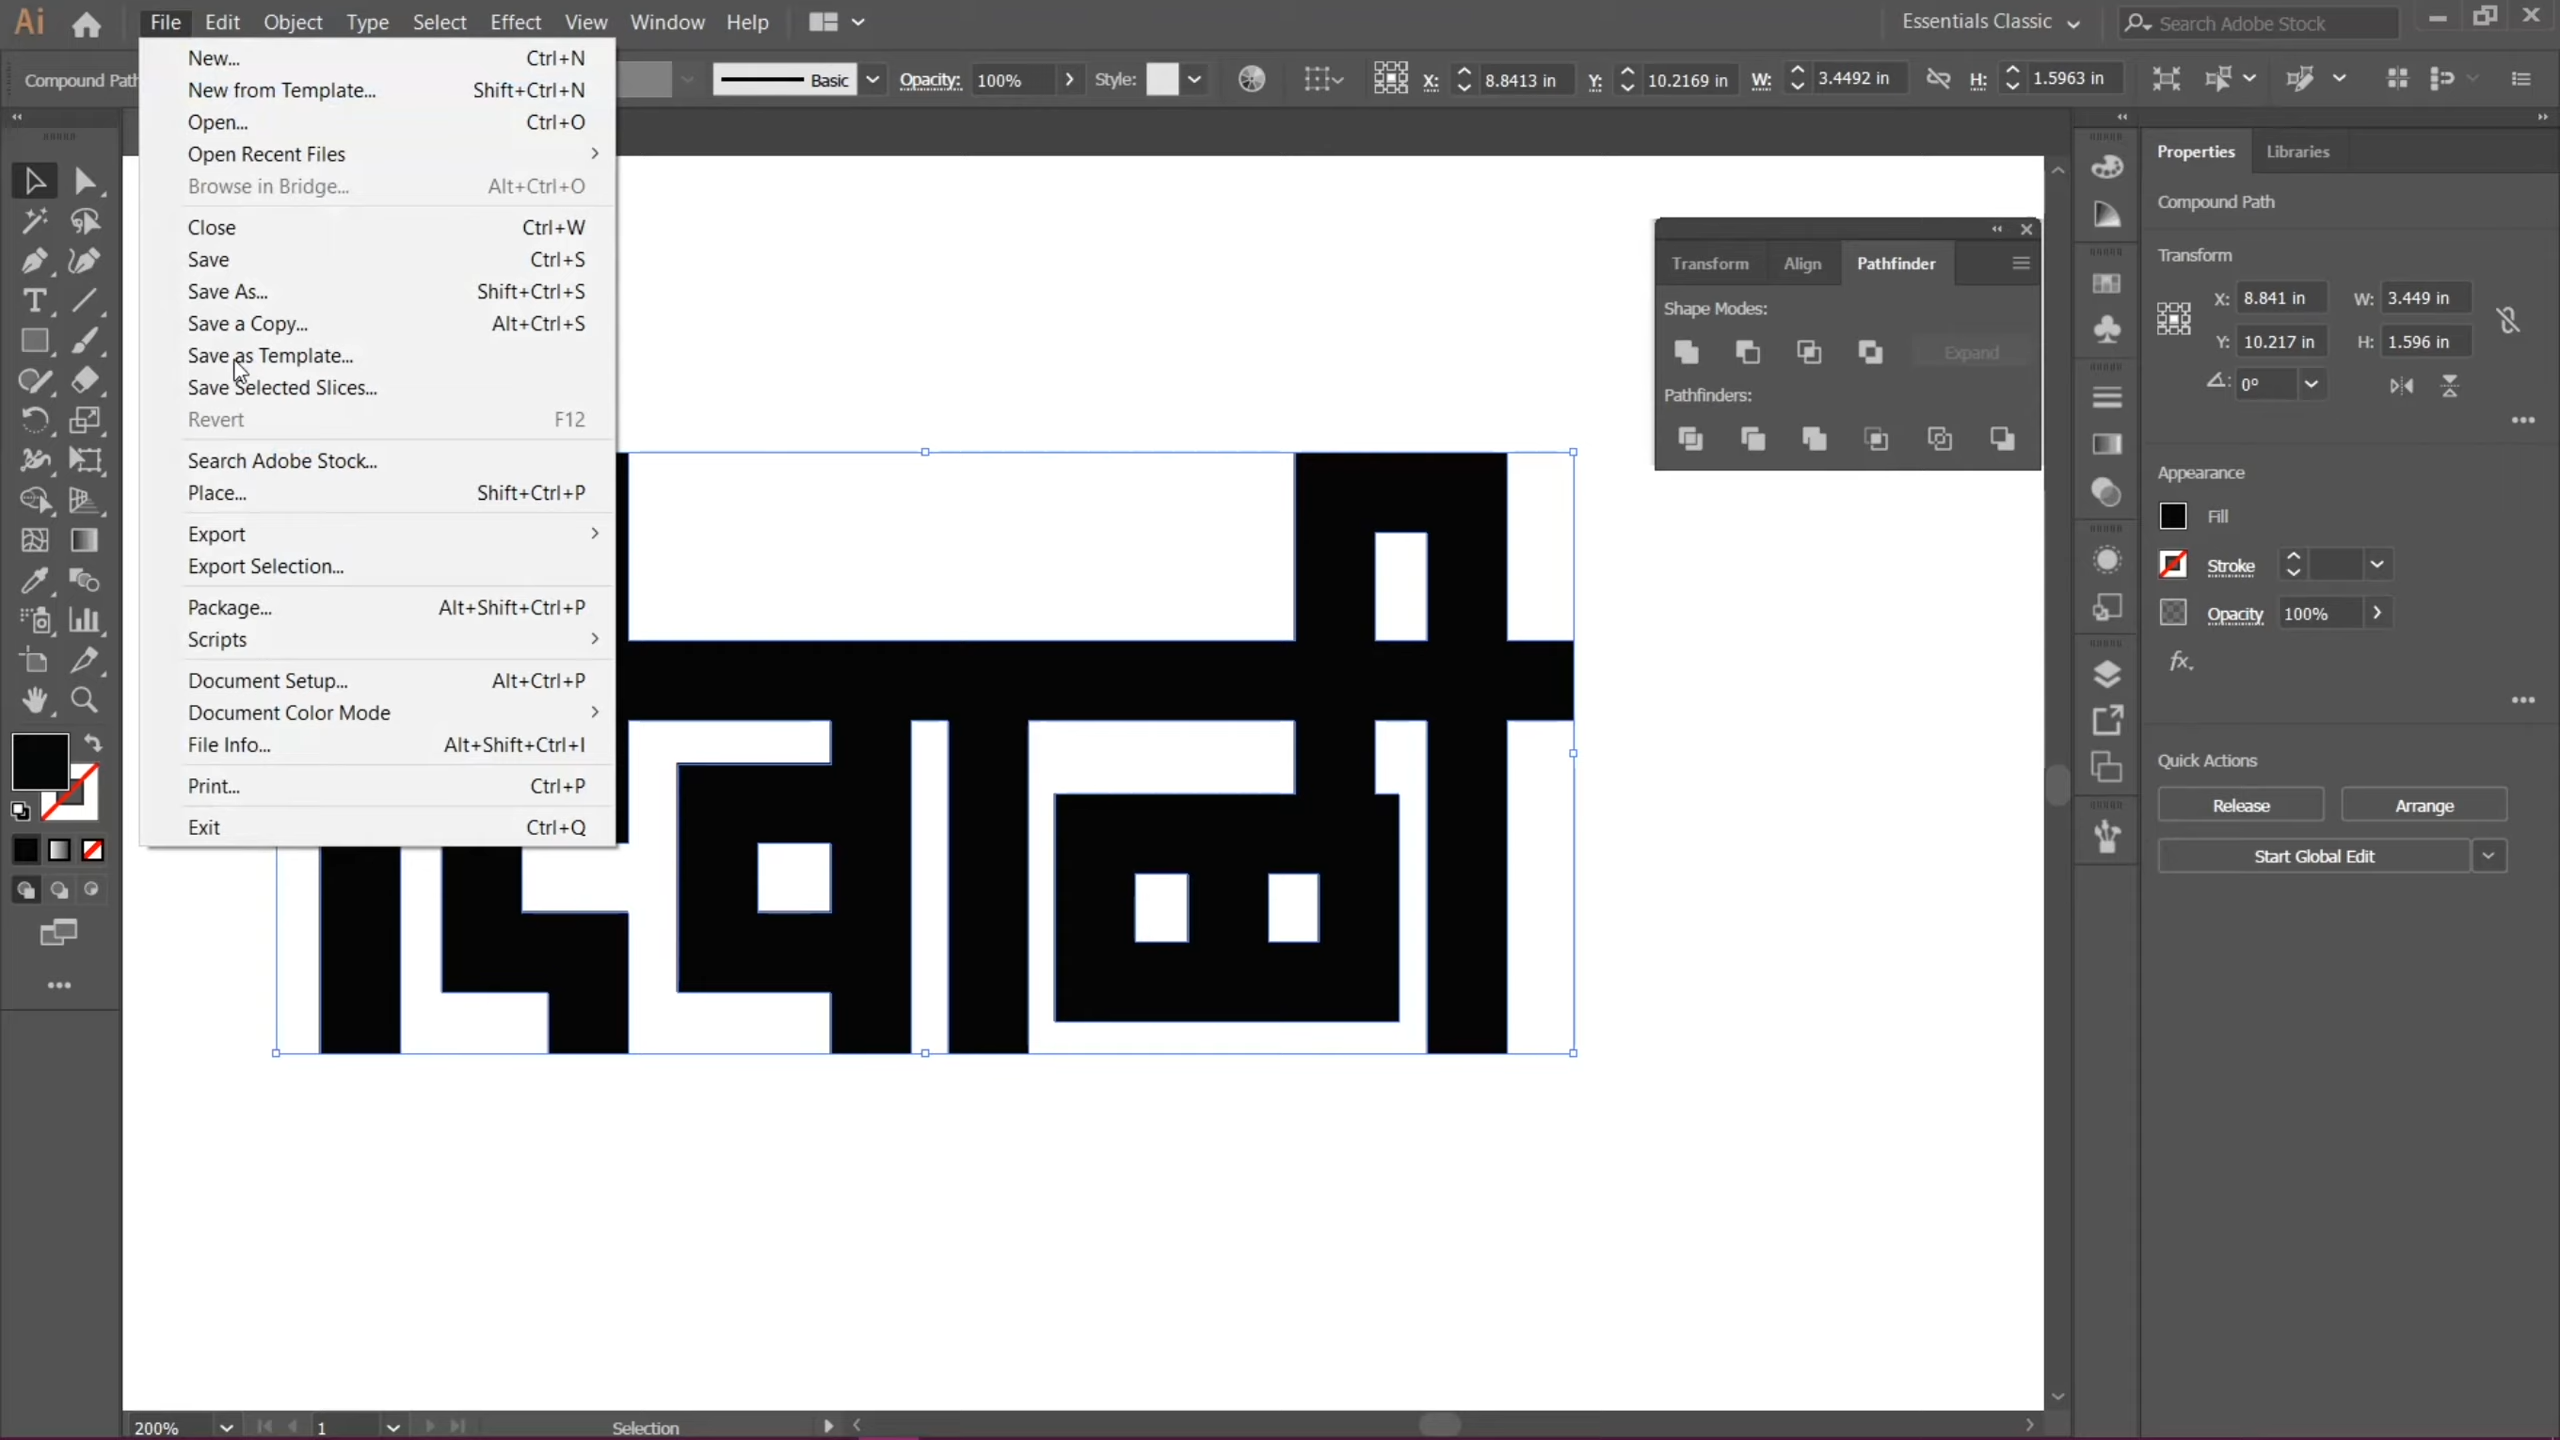 Ai File Edit Object Type Select Effect View Window Help Essentials Classic Search Adobe Stock
Compound Path Basic Opacity: 100% Style: X: 8.8413 in Y: 10.2169 in W: 3.4492 in H: 1.5963 in
New... Ctrl+N
New from Template... Shift+Ctrl+N
Open... Ctrl+O
Open Recent Files
Browse in Bridge... Alt+Ctrl+O
Close Ctrl+W
Save Ctrl+S
Save As... Shift+Ctrl+S
Save a Copy... Alt+Ctrl+S
Save as Template...
Save Selected Slices...
Revert F12
Search Adobe Stock...
Place... Shift+Ctrl+P
Export
Export Selection...
Package... Alt+Shift+Ctrl+P
Scripts
Document Setup... Alt+Ctrl+P
Document Color Mode
File Info... Alt+Shift+Ctrl+I
Print... Ctrl+P
Exit Ctrl+Q
Transform Align Pathfinder
Shape Modes:
Expand
Pathfinders:
Properties Libraries
Compound Path
Transform
X: 8.841 in W: 3.449 in
Y: 10.217 in H: 1.596 in
0°
Appearance
Fill
Stroke
Opacity 100%
fx
Quick Actions
Release Arrange
Start Global Edit
200% 1 Selection